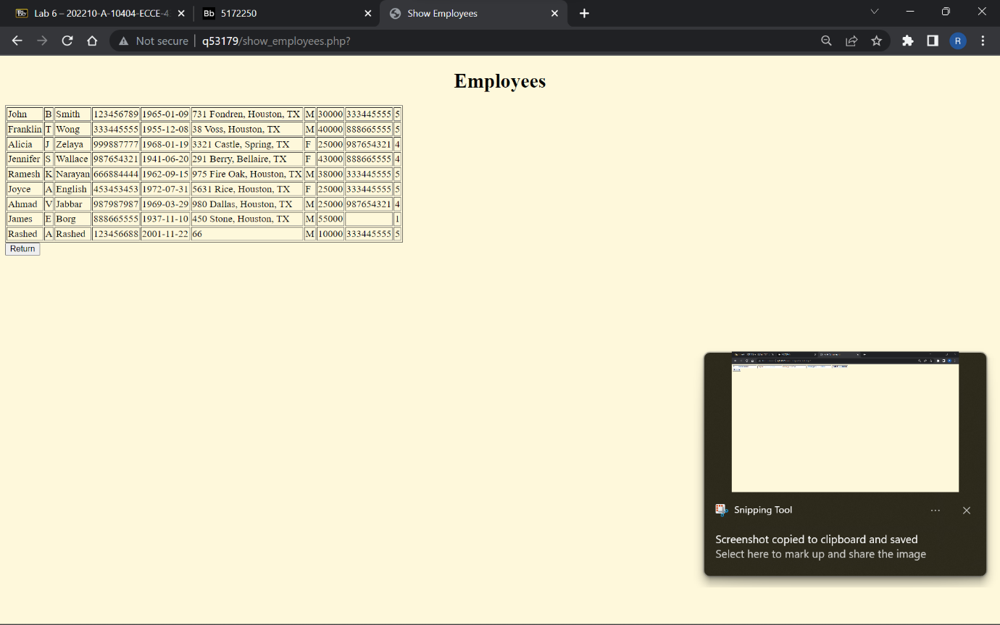 Lab 6 – 202210-A-10404-ECCE-4
Bb 5172250
Show Employees
Not secure q53179/show_employees.php?
R
Employees
John B Smith 123456789 1965-01-09 731 Fondren, Houston, TX M 30000 333445555 5
Franklin T Wong 333445555 1955-12-08 38 Voss, Houston, TX M 40000 888665555 5
Alicia J Zelaya 999887777 1968-01-19 3321 Castle, Spring, TX F 25000 987654321 4
Jennifer S Wallace 987654321 1941-06-20 291 Berry, Bellaire, TX F 43000 888665555 4
Ramesh K Narayan 666884444 1962-09-15 975 Fire Oak, Houston, TX M 38000 333445555 5
Joyce A English 453453453 1972-07-31 5631 Rice, Houston, TX F 25000 333445555 5
Ahmad V Jabbar 987987987 1969-03-29 980 Dallas, Houston, TX M 25000 987654321 4
James E Borg 888665555 1937-11-10 450 Stone, Houston, TX M 55000 1
Rashed A Rashed 123456688 2001-11-22 66 M 10000 333445555 5
Return
Snipping Tool
Screenshot copied to clipboard and saved
Select here to mark up and share the image